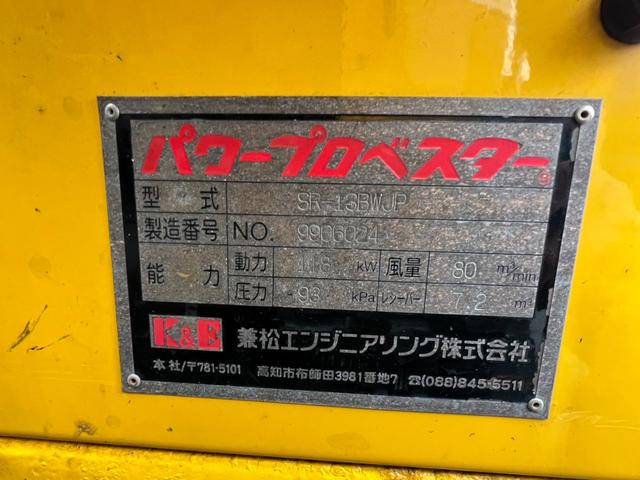 パワープロベスター®
型式 SR-13BWJP
製造番号 NO. 9906024
能力 動力 118 kW 風量 80 m³/min
圧力 -93 kPa レシーバー 7.2 m³
K&E 兼松エンジニアリング株式会社
本社/〒781-5101 高知市布師田3981番地7 ☎(088)845-5511